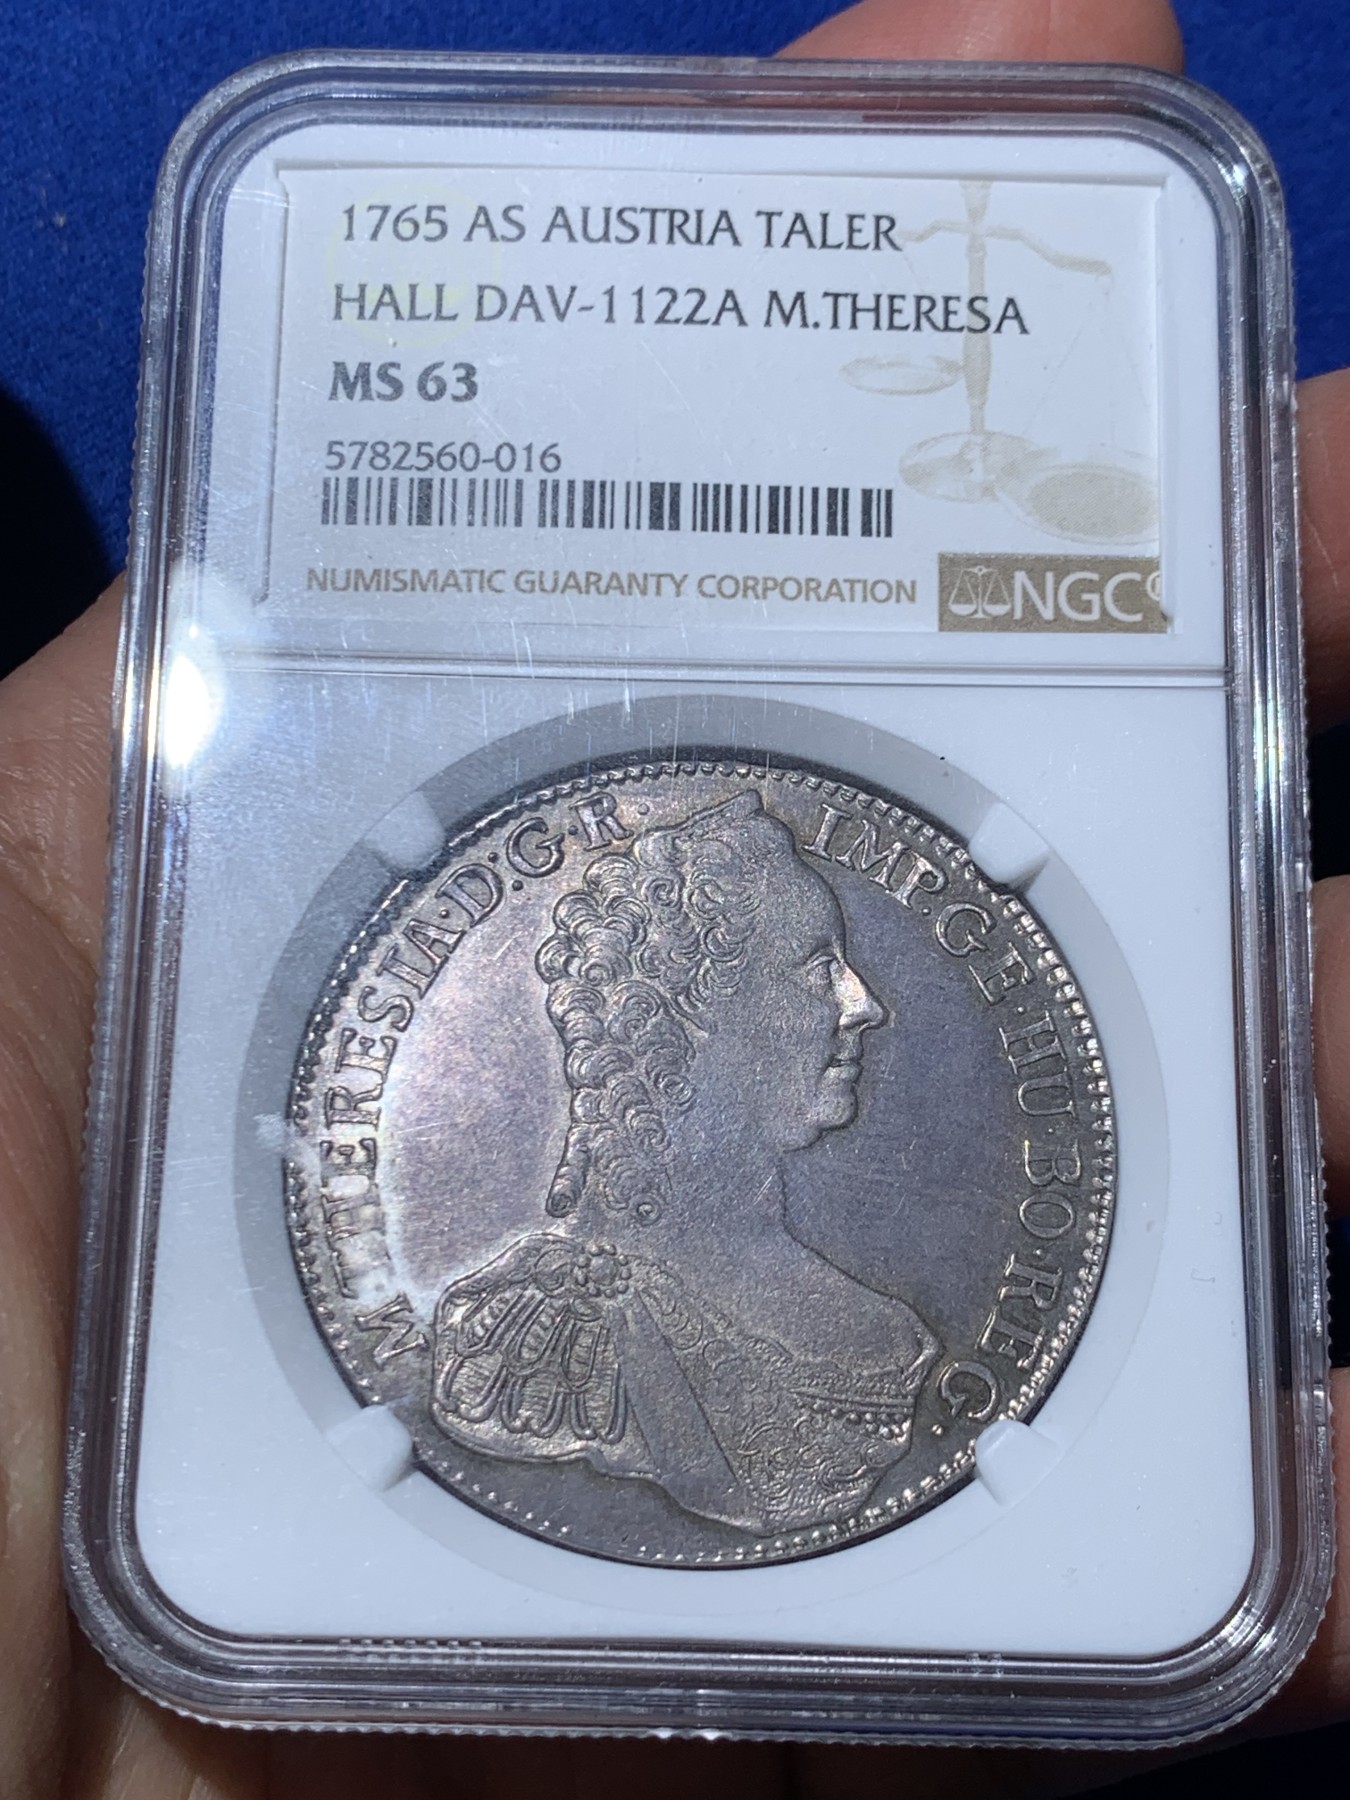 1765 AS AUSTRIA TALER
HALL DAV-1122A M.THERESA
MS 63
5782560-016
NUMISMATIC GUARANTY CORPORATION
NGC
M·THERESIA·D:G·R·
IMP·GE·HU·BO·REG·